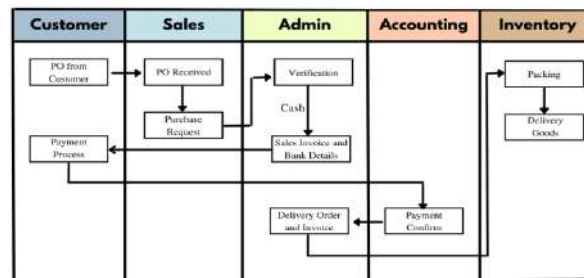 Customer
Sales
Admin
Accounting
Inventory
PO from
Customer
PO Received
Verification
Packing
Purchase
Request
Cash
Delivery
Goods
Payment
Process
Sales Invoice and
Bank Details
Delivery Order
and Invoice
Payment
Confirm